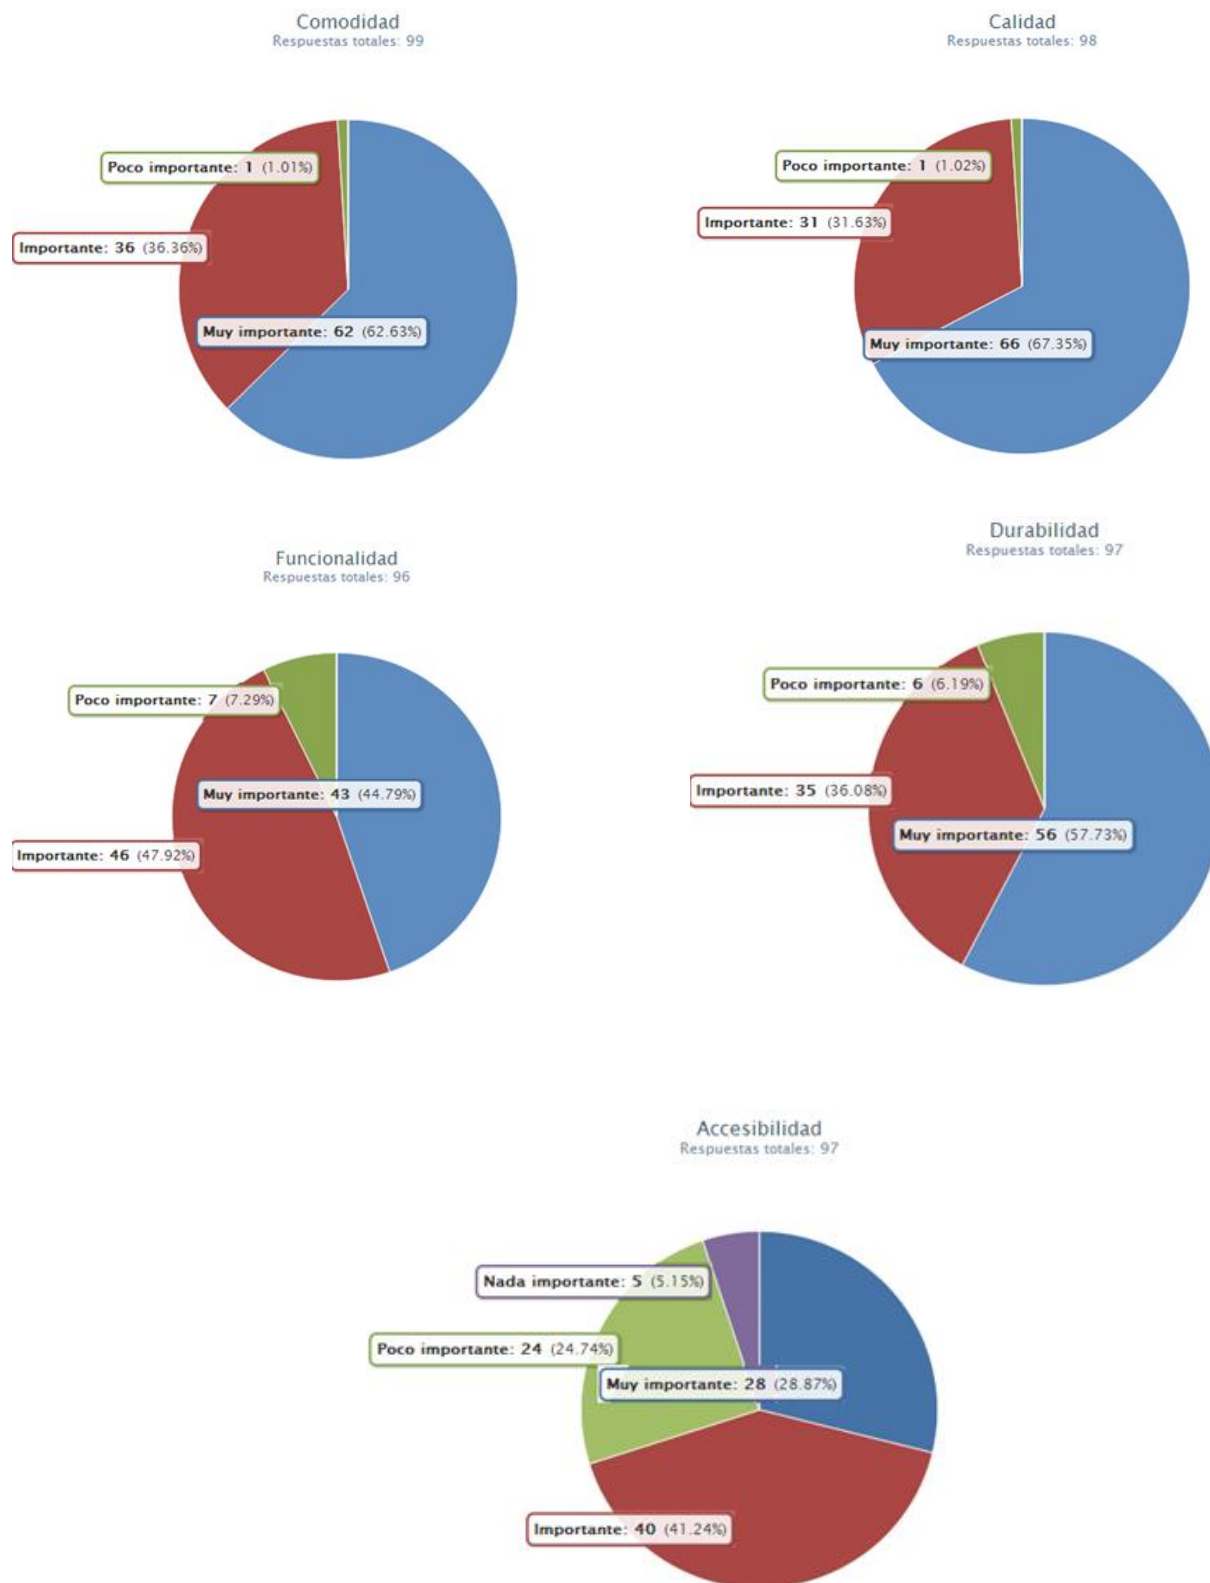 Comodidad
Respuestas totales: 99
Poco importante: 1 (1.01%)
Importante: 36 (36.36%)
Muy importante: 62 (62.63%)
Calidad
Respuestas totales: 98
Poco importante: 1 (1.02%)
Importante: 31 (31.63%)
Muy importante: 66 (67.35%)
Funcionalidad
Respuestas totales: 96
Poco importante: 7 (7.29%)
Muy importante: 43 (44.79%)
Importante: 46 (47.92%)
Durabilidad
Respuestas totales: 97
Poco importante: 6 (6.19%)
Importante: 35 (36.08%)
Muy importante: 56 (57.73%)
Accesibilidad
Respuestas totales: 97
Nada importante: 5 (5.15%)
Poco importante: 24 (24.74%)
Muy importante: 28 (28.87%)
Importante: 40 (41.24%)